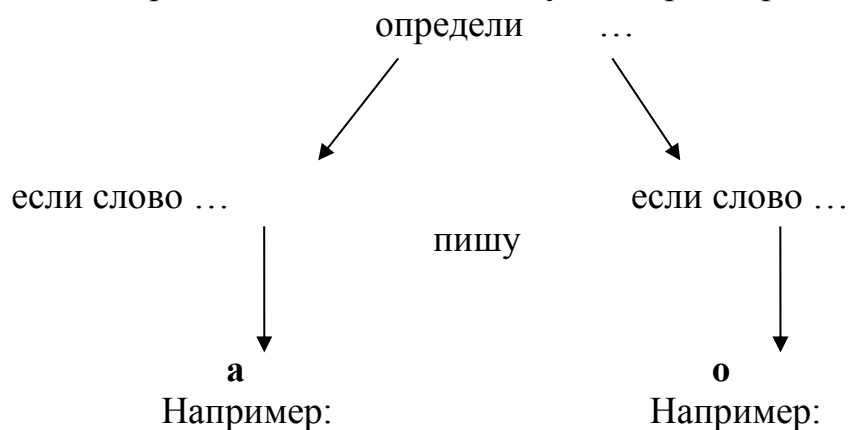 определи …
если слово … если слово …
пишу
а о
Например: Например: